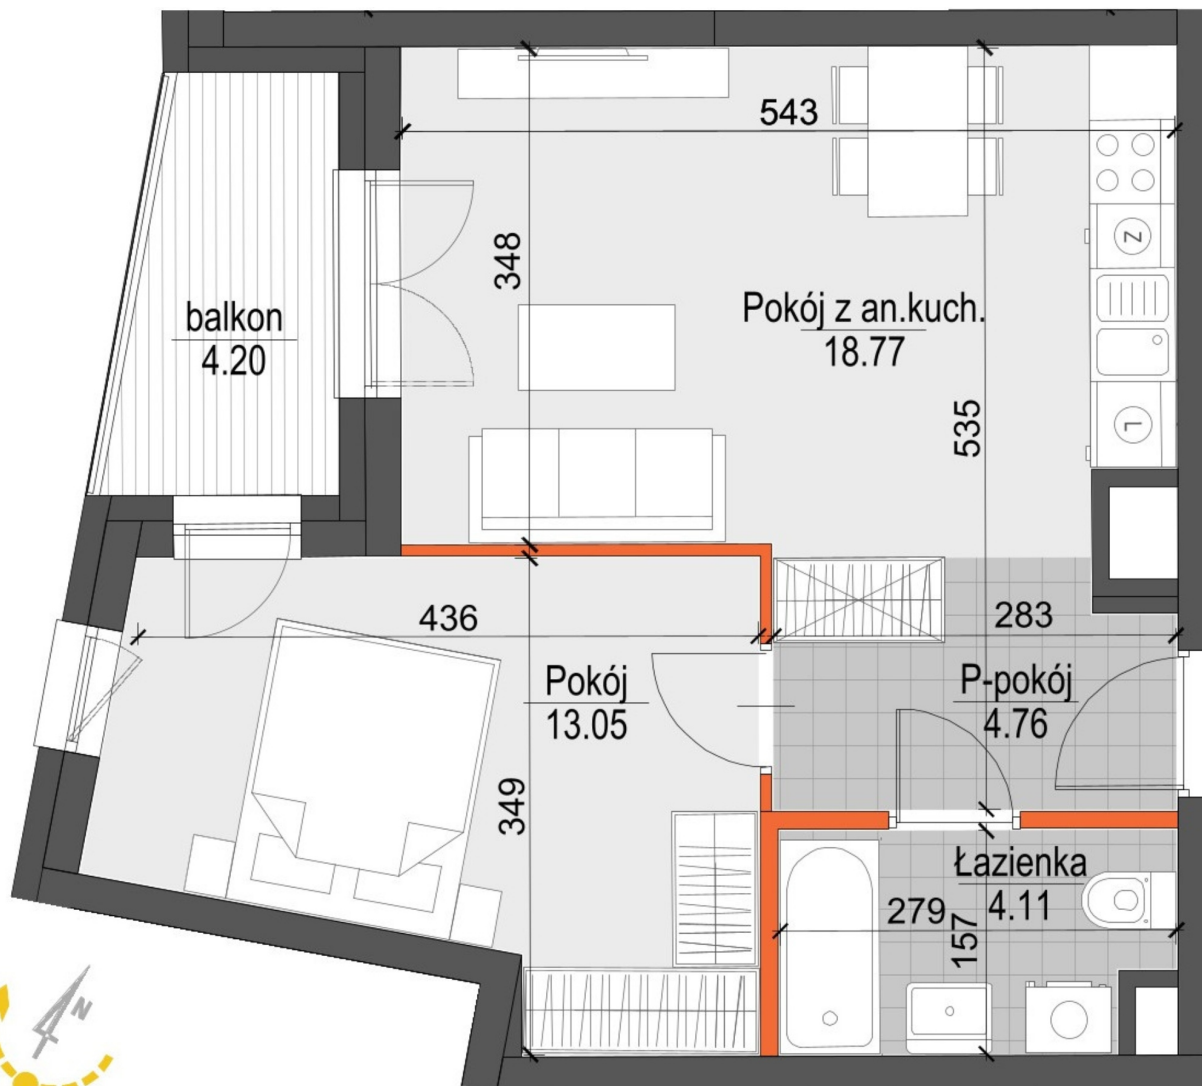 543
348
balkon
4.20
Pokój z an.kuch.
18.77
Z
535
L
436
283
Pokój
13.05
P-pokój
4.76
349
Łazienka
4.11
279
157
N